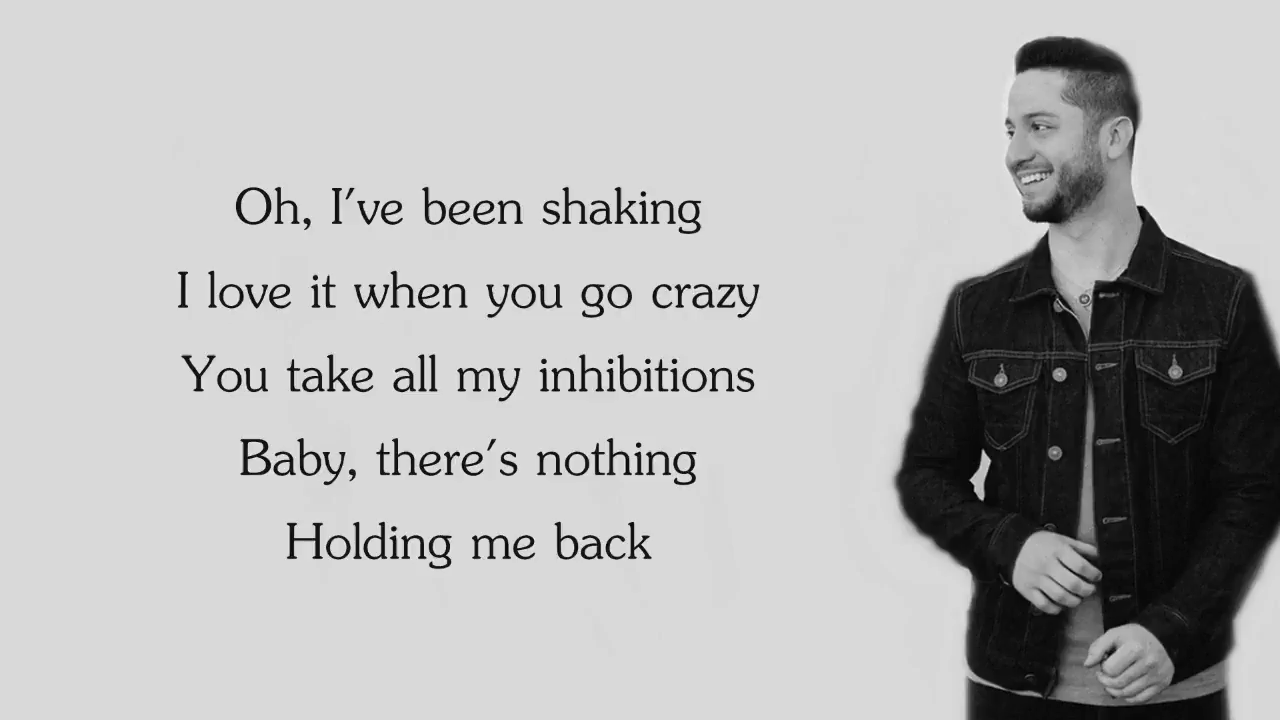 Oh, I've been shaking
I love it when you go crazy
You take all my inhibitions
Baby, there's nothing
Holding me back